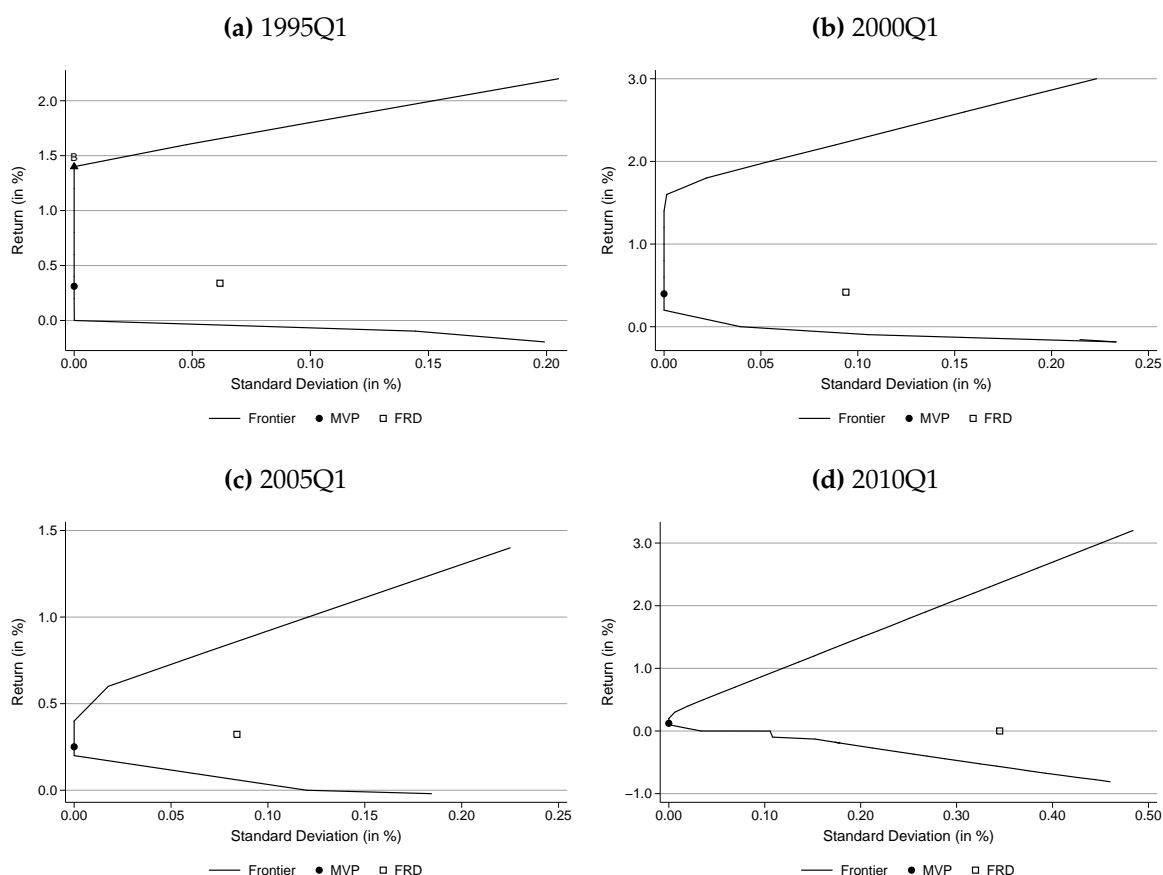 (a) 1995Q1
2.0
1.5
1.0
0.5
0.0
B
0.00 0.05 0.10 0.15 0.20
Return (in %)
Standard Deviation (in %)
Frontier MVP FRD
(b) 2000Q1
3.0
2.0
1.0
0.0
0.00 0.05 0.10 0.15 0.20 0.25
Return (in %)
Standard Deviation (in %)
Frontier MVP FRD
(c) 2005Q1
1.5
1.0
0.5
0.0
0.00 0.05 0.10 0.15 0.20 0.25
Return (in %)
Standard Deviation (in %)
Frontier MVP FRD
(d) 2010Q1
3.0
2.0
1.0
0.0
−1.0
0.00 0.10 0.20 0.30 0.40 0.50
Return (in %)
Standard Deviation (in %)
Frontier MVP FRD